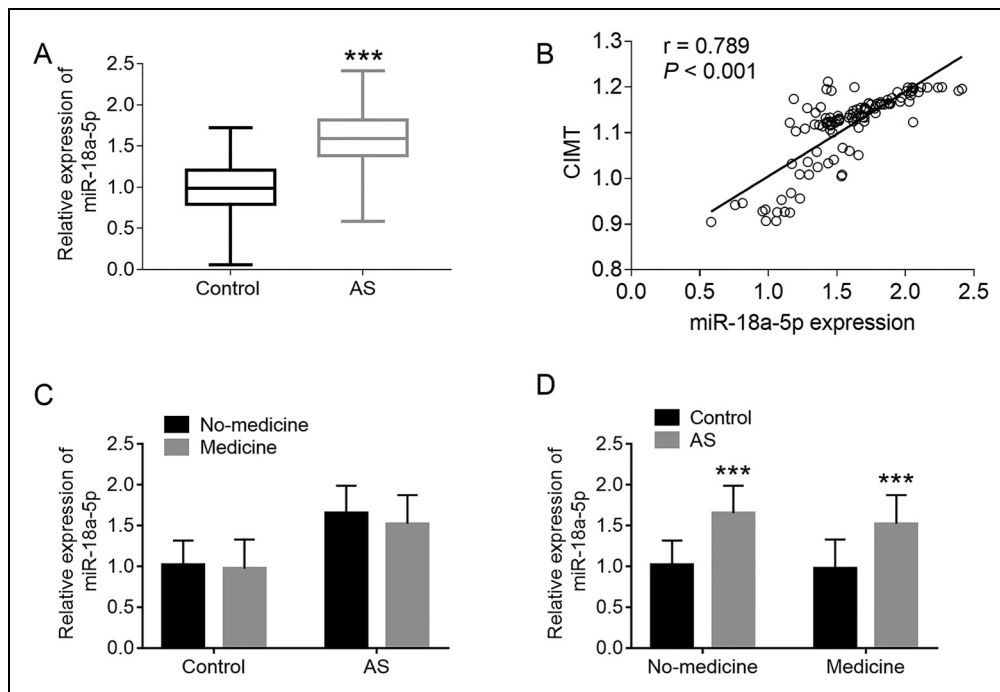 A
***
Relative expression of
miR-18a-5p
2.5
2.0
1.5
1.0
0.5
0.0
Control AS
B
r = 0.789
P < 0.001
CIMT
1.3
1.2
1.1
1.0
0.9
0.8
0.0 0.5 1.0 1.5 2.0 2.5
miR-18a-5p expression
C
No-medicine
Medicine
Relative expression of
miR-18a-5p
2.5
2.0
1.5
1.0
0.5
0.0
Control AS
D
Control
AS
*** ***
Relative expression of
miR-18a-5p
2.5
2.0
1.5
1.0
0.5
0.0
No-medicine Medicine